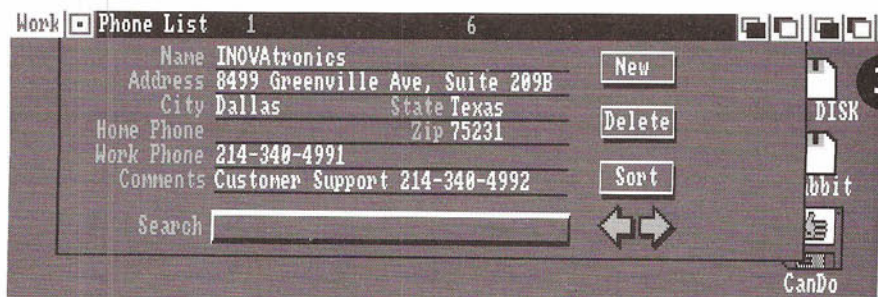 Work Phone List 1 6
Name INOVAtronics
New
Address 8499 Greenville Ave, Suite 209B
City Dallas State Texas
DISK
Home Phone Zip 75231
Delete
Work Phone 214-340-4991
Comments Customer Support 214-340-4992
Sort
Search
CanDo